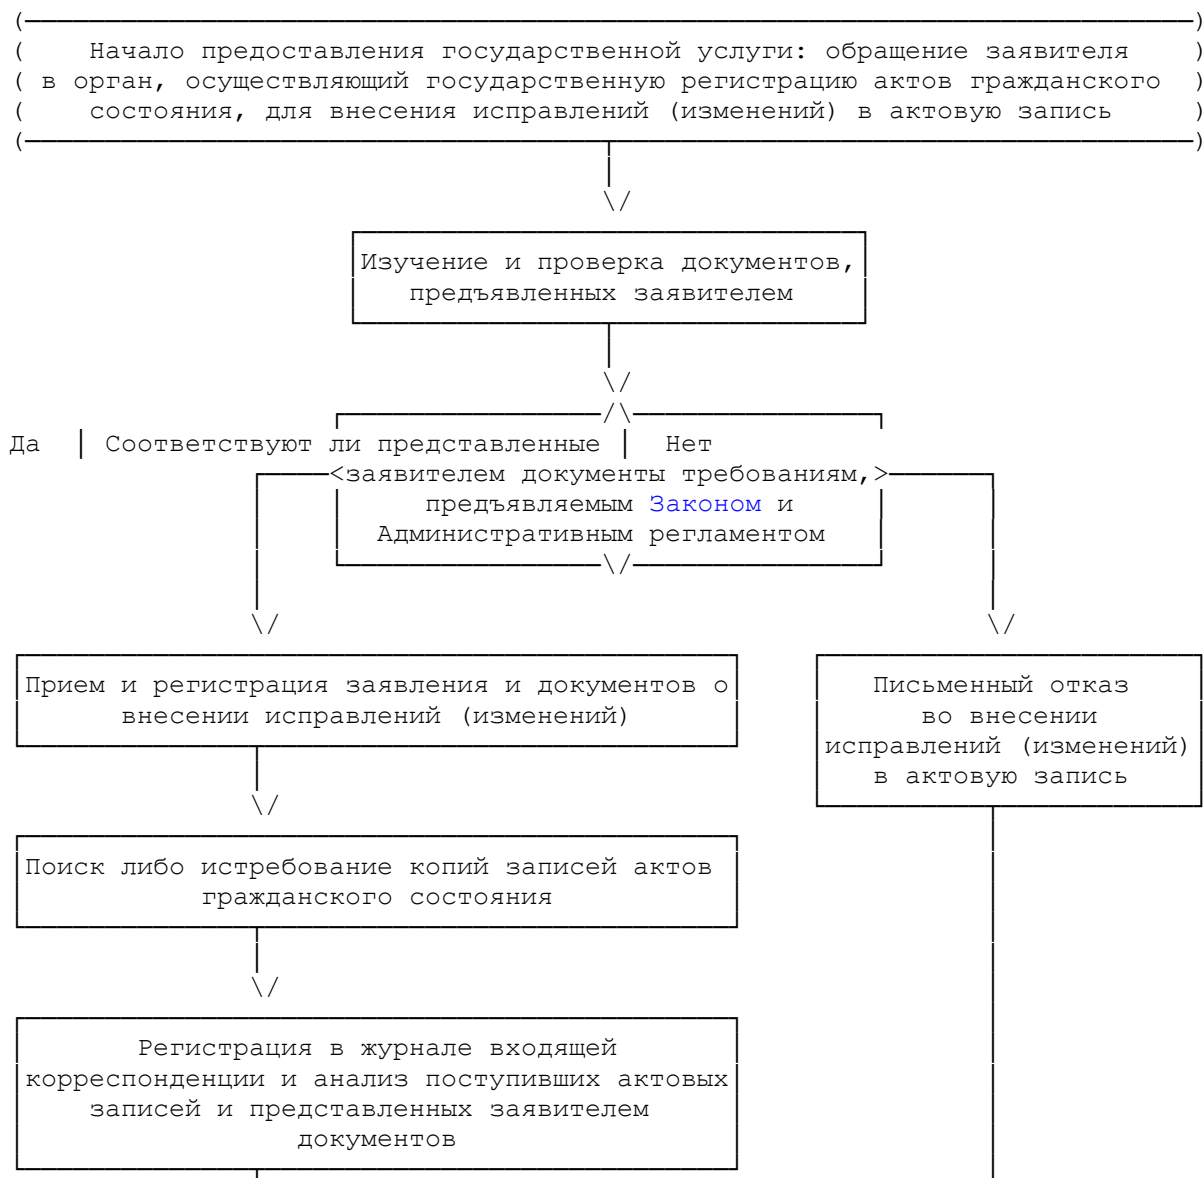 Начало предоставления государственной услуги: обращение заявителя
в орган, осуществляющий государственную регистрацию актов гражданского
состояния, для внесения исправлений (изменений) в актовую запись
Изучение и проверка документов,
предъявленных заявителем
Да | Соответствуют ли представленные | Нет
<заявителем документы требованиям,>
предъявляемым Законом и
Административным регламентом
Прием и регистрация заявления и документов о
внесении исправлений (изменений)
Письменный отказ
во внесении
исправлений (изменений)
в актовую запись
Поиск либо истребование копий записей актов
гражданского состояния
Регистрация в журнале входящей
корреспонденции и анализ поступивших актовых
записей и представленных заявителем
документов